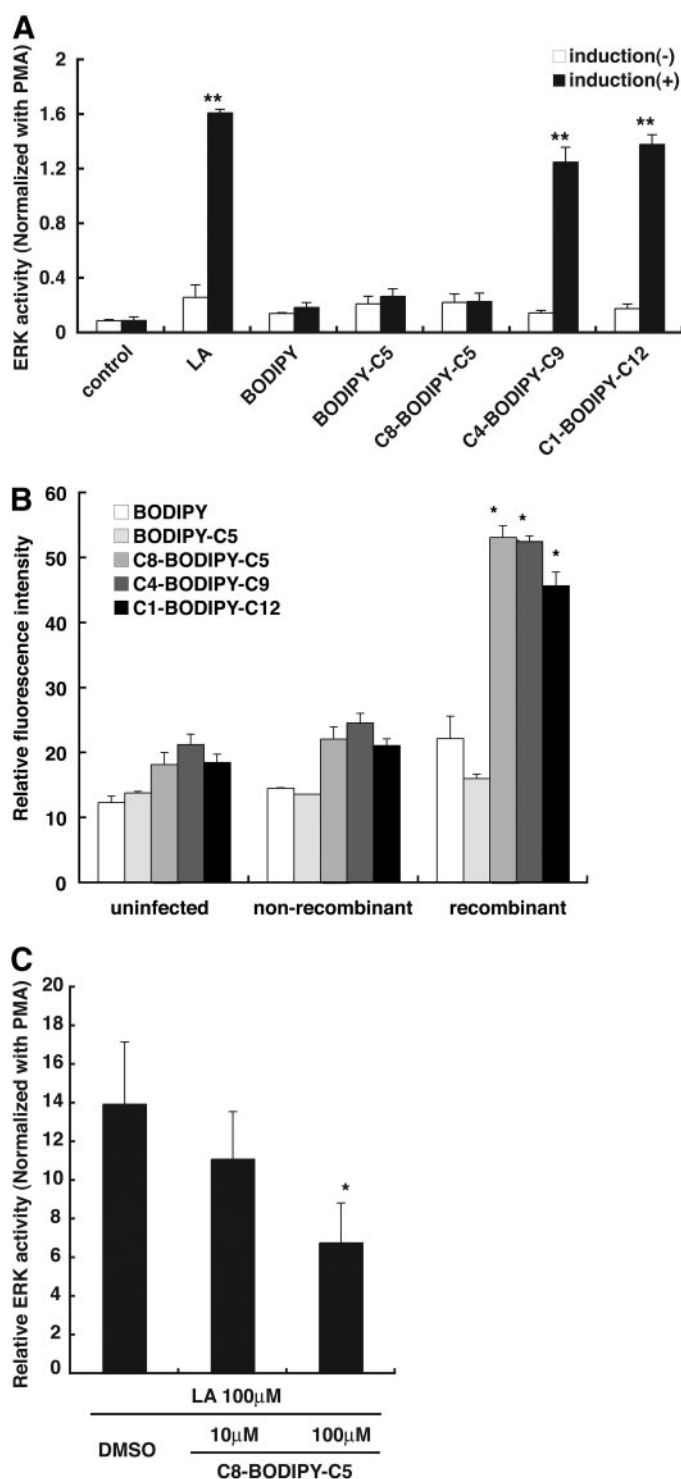 A
ERK activity (Normalized with PMA)
2
1.6
1.2
0.8
0.4
0
induction(-)
induction(+)
**
**
**
control
LA
BODIPY
BODIPY-C5
C8-BODIPY-C5
C4-BODIPY-C9
C1-BODIPY-C12
B
Relative fluorescence intensity
60
50
40
30
20
10
0
BODIPY
BODIPY-C5
C8-BODIPY-C5
C4-BODIPY-C9
C1-BODIPY-C12
* * *
uninfected non-recombinant recombinant
C
Relative ERK activity (Normalized with PMA)
20
18
16
14
12
10
8
6
4
2
0
*
LA 100μM
DMSO 10μM 100μM
C8-BODIPY-C5